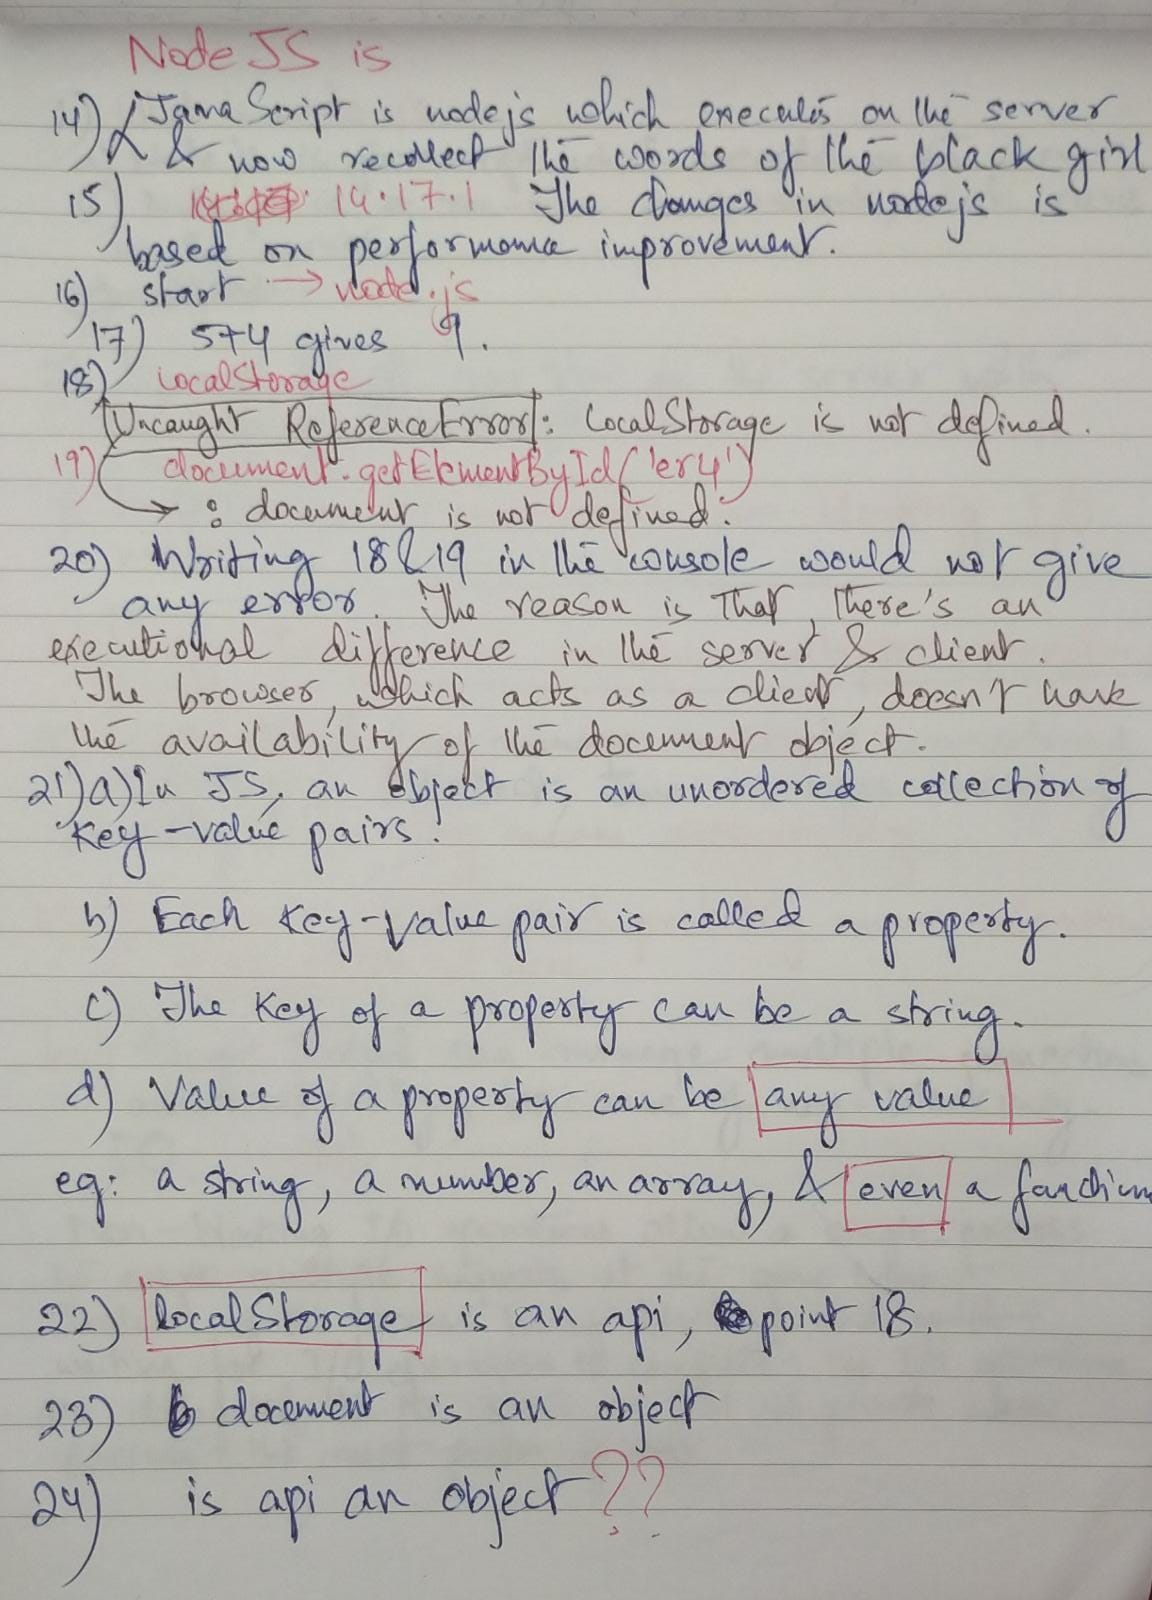 Node JS is
14) JavaScript is nodejs which executes on the server
& now recollect the words of the black girl
15) 14.17.1 The changes in nodejs is
based on performance improvement.
16) start → node.js
17) 5+4 gives 9.
18) localStorage
Uncaught ReferenceError: localStorage is not defined.
19) document.getElementById('er4')
→ : document is not defined.
20) Writing 18 & 19 in the console would not give
any error. The reason is that, there's an
executional difference in the server & client.
The browser, which acts as a client, doesn't have
the availability of the document object.
21) a) In JS, an object is an unordered collection of
key-value pairs.
b) Each key-value pair is called a property.
c) The key of a property can be a string.
d) Value of a property can be any value
eg: a string, a number, an array, & even a function
22) localStorage is an api, point 18.
23) document is an object
24) is api an object ??